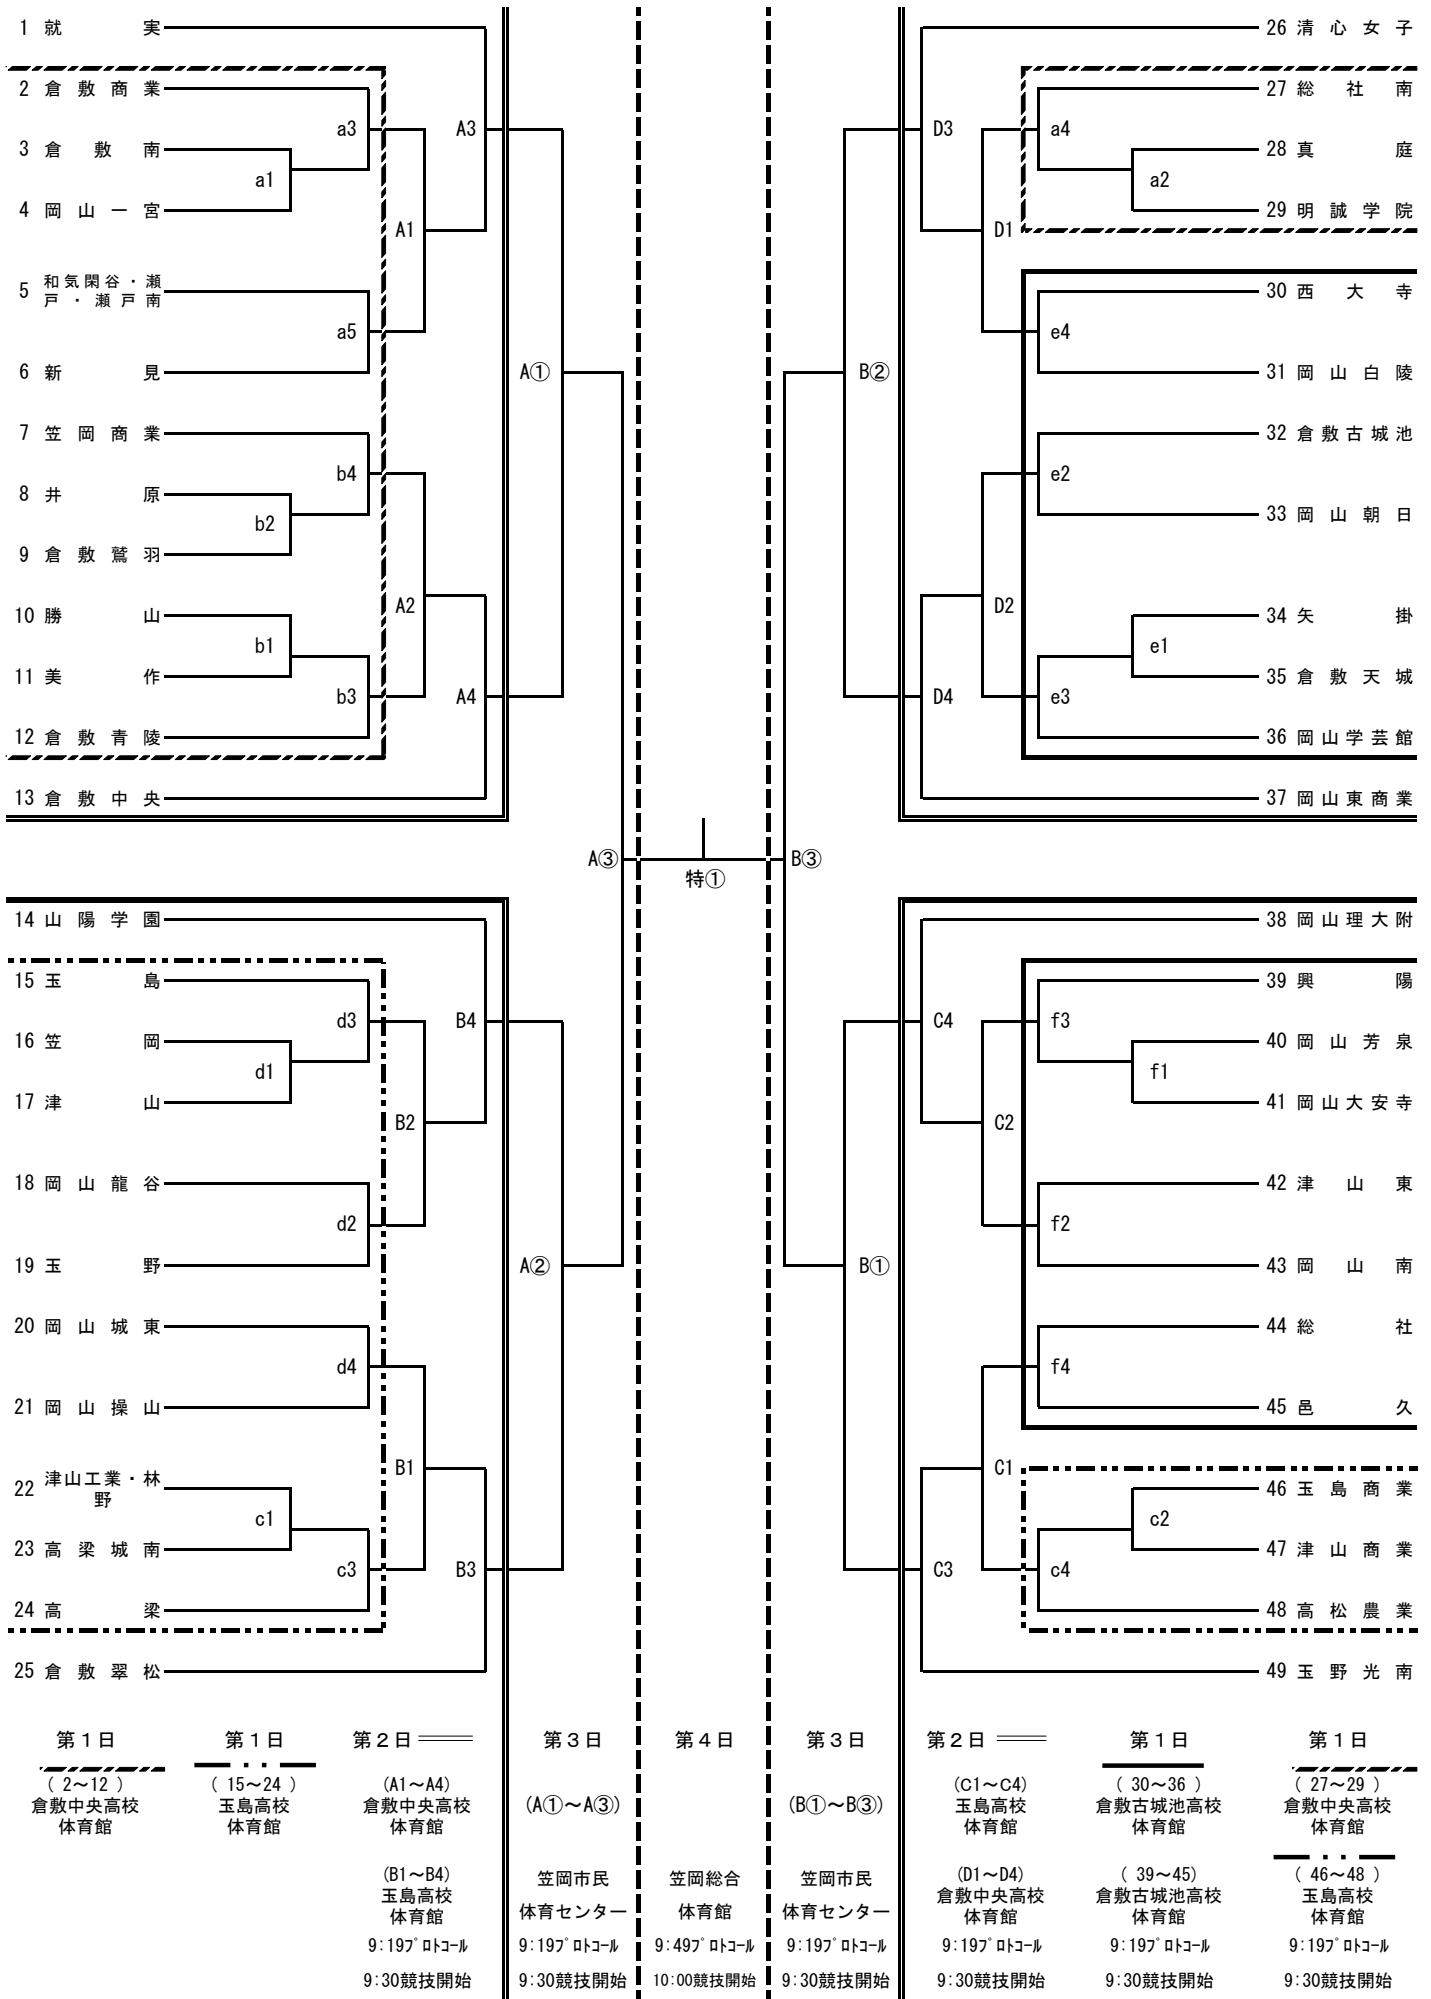 1 就実
2 倉敷商業
3 倉敷南
4 岡山一宮
5 和気閑谷・瀬
戸・瀬戸南
6 新見
7 笠岡商業
8 井原
9 倉敷鷲羽
10 勝山
11 美作
12 倉敷青陵
13 倉敷中央
a3
a1
a5
b4
b2
b1
b3
A1
A2
A3
A4
A①
14 山陽学園
15 玉島
16 笠岡
17 津山
18 岡山龍谷
19 玉野
20 岡山城東
21 岡山操山
22 津山工業・林
野
23 高梁城南
24 高梁
25 倉敷翠松
d3
d1
d2
d4
c1
c3
B2
B1
B4
B3
A②
A③
特①
B③
26 清心女子
27 総社南
28 真庭
29 明誠学院
30 西大寺
31 岡山白陵
32 倉敷古城池
33 岡山朝日
34 矢掛
35 倉敷天城
36 岡山学芸館
37 岡山東商業
a4
a2
e4
e2
e1
e3
D1
D2
D3
D4
B②
38 岡山理大附
39 興陽
40 岡山芳泉
41 岡山大安寺
42 津山東
43 岡山南
44 総社
45 邑久
46 玉島商業
47 津山商業
48 高松農業
49 玉野光南
f3
f1
f2
f4
c2
c4
C2
C1
C4
C3
B①
第1日
( 2～12 )
倉敷中央高校
体育館
第1日
( 15～24 )
玉島高校
体育館
第2日
(A1～A4)
倉敷中央高校
体育館
(B1～B4)
玉島高校
体育館
9:19プロトコール
9:30競技開始
第3日
(A①～A③)
笠岡市民
体育センター
9:19プロトコール
9:30競技開始
第4日
笠岡総合
体育館
9:49プロトコール
10:00競技開始
第3日
(B①～B③)
笠岡市民
体育センター
9:19プロトコール
9:30競技開始
第2日
(C1～C4)
玉島高校
体育館
(D1～D4)
倉敷中央高校
体育館
9:19プロトコール
9:30競技開始
第1日
( 30～36 )
倉敷古城池高校
体育館
( 39～45)
倉敷古城池高校
体育館
9:19プロトコール
9:30競技開始
第1日
( 27～29 )
倉敷中央高校
体育館
( 46～48 )
玉島高校
体育館
9:19プロトコール
9:30競技開始